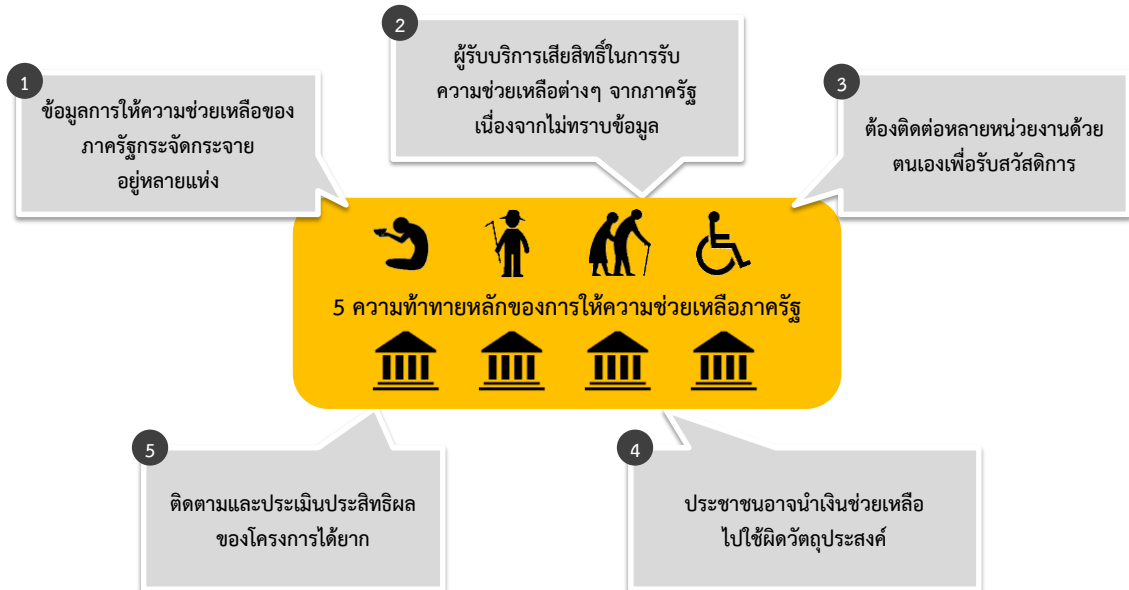 1
ข้อมูลการให้ความช่วยเหลือของ
ภาครัฐกระจัดกระจาย
อยู่หลายแห่ง
2
ผู้รับบริการเสียสิทธิ์ในการรับ
ความช่วยเหลือต่างๆ จากภาครัฐ
เนื่องจากไม่ทราบข้อมูล
3
ต้องติดต่อหลายหน่วยงานด้วย
ตนเองเพื่อรับสวัสดิการ
5 ความท้าทายหลักของการให้ความช่วยเหลือภาครัฐ
5
ติดตามและประเมินประสิทธิผล
ของโครงการได้ยาก
4
ประชาชนอาจนำเงินช่วยเหลือ
ไปใช้ผิดวัตถุประสงค์